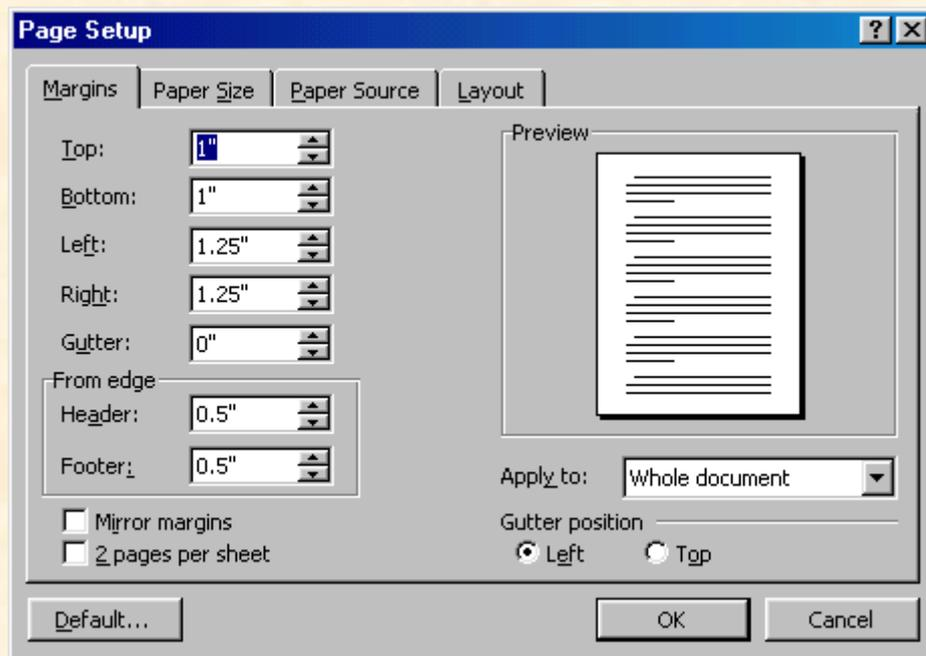 Page Setup
Margins Paper Size Paper Source Layout
Top: 1"
Bottom: 1"
Left: 1.25"
Right: 1.25"
Gutter: 0"
From edge
Header: 0.5"
Footer: 0.5"
Mirror margins
2 pages per sheet
Preview
Apply to: Whole document
Gutter position
Left Top
Default... OK Cancel